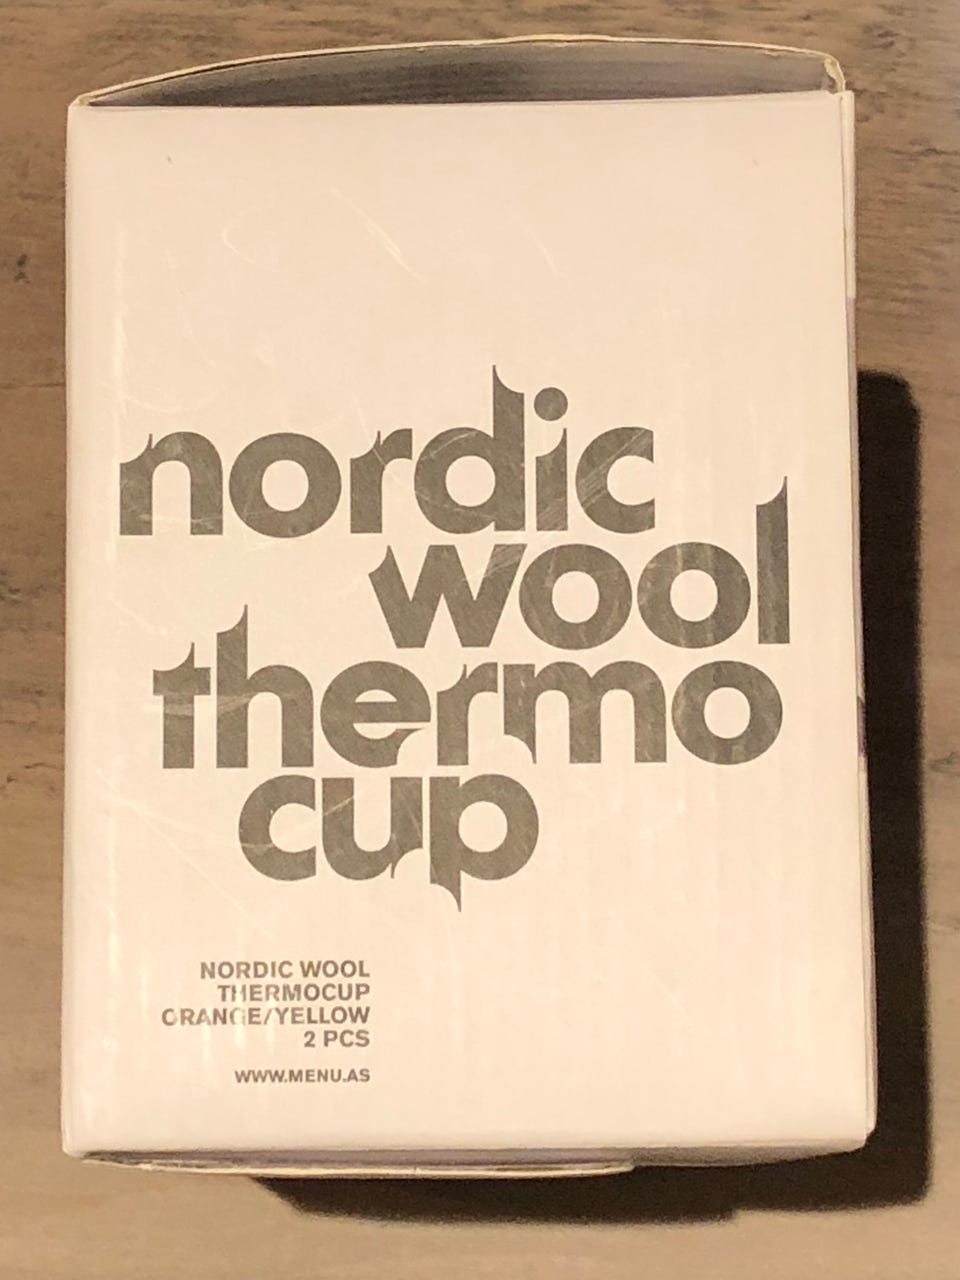 nordic
wool
thermo
cup
NORDIC WOOL
THERMOCUP
ORANGE/YELLOW
2 PCS
WWW.MENU.AS